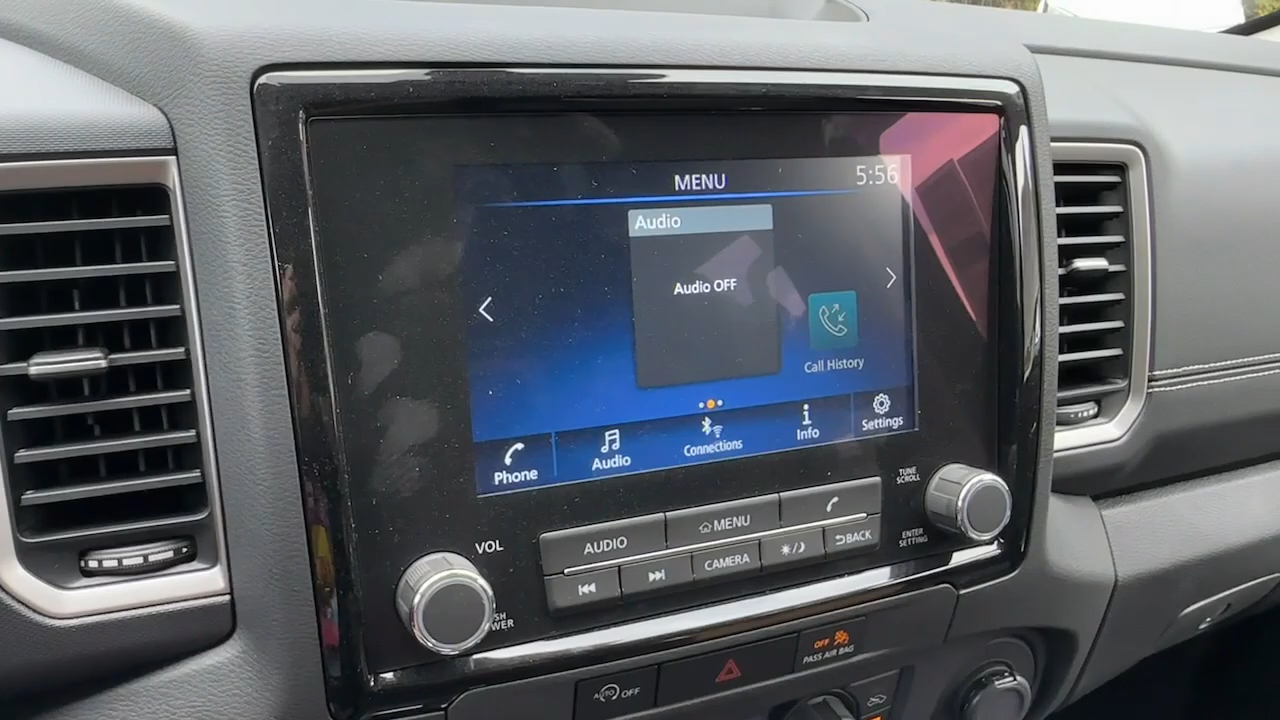 MENU
5:56
Audio
Audio OFF
Call History
Phone
Audio
Connections
Info
Settings
TUNE
SCROLL
VOL
AUDIO
MENU
ENTER
SETTING
CAMERA
BACK
OFF
PASS AIR BAG
AUTO OFF